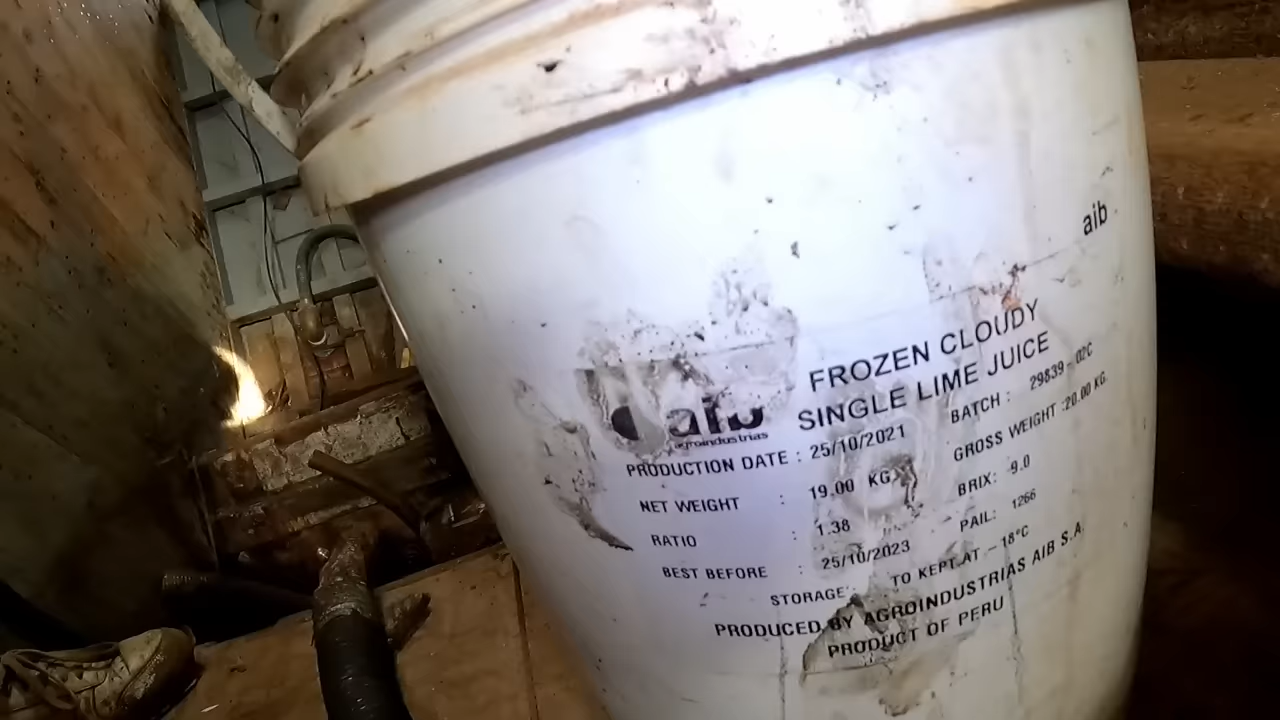 aib
FROZEN CLOUDY
SINGLE LIME JUICE
aib
agroindustrias
PRODUCTION DATE : 25/10/2021 BATCH : 29839 - 02C
NET WEIGHT : 19.00 KG GROSS WEIGHT :20.00 KG.
RATIO : 1.38 BRIX: 9.0
BEST BEFORE : 25/10/2023 PAIL: 1266
STORAGE: TO KEPT AT - 18°C
PRODUCED BY AGROINDUSTRIAS AIB S.A.
PRODUCT OF PERU